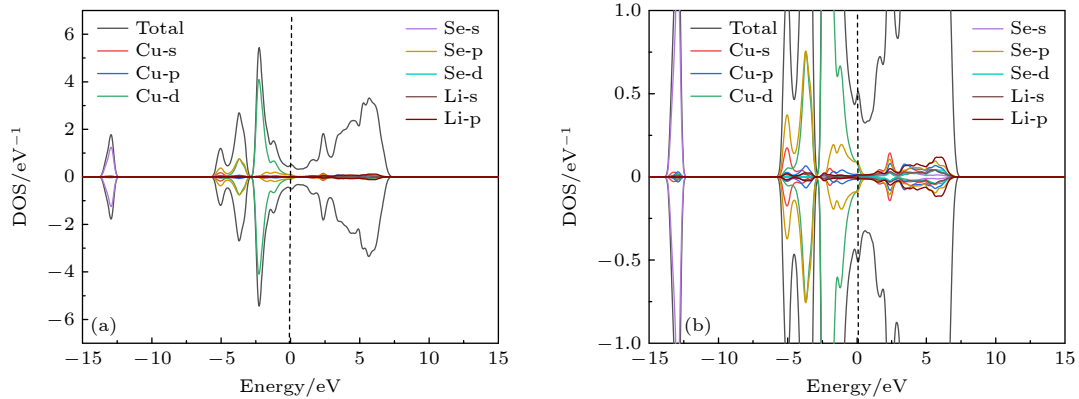 6
4
2
0
−2
−4
−6
DOS/eV⁻¹
Total
Cu-s
Cu-p
Cu-d
Se-s
Se-p
Se-d
Li-s
Li-p
(a)
−15 −10 −5 0 5 10 15
Energy/eV
1.0
0.5
0
−0.5
−1.0
DOS/eV⁻¹
Total
Cu-s
Cu-p
Cu-d
Se-s
Se-p
Se-d
Li-s
Li-p
(b)
−15 −10 −5 0 5 10 15
Energy/eV